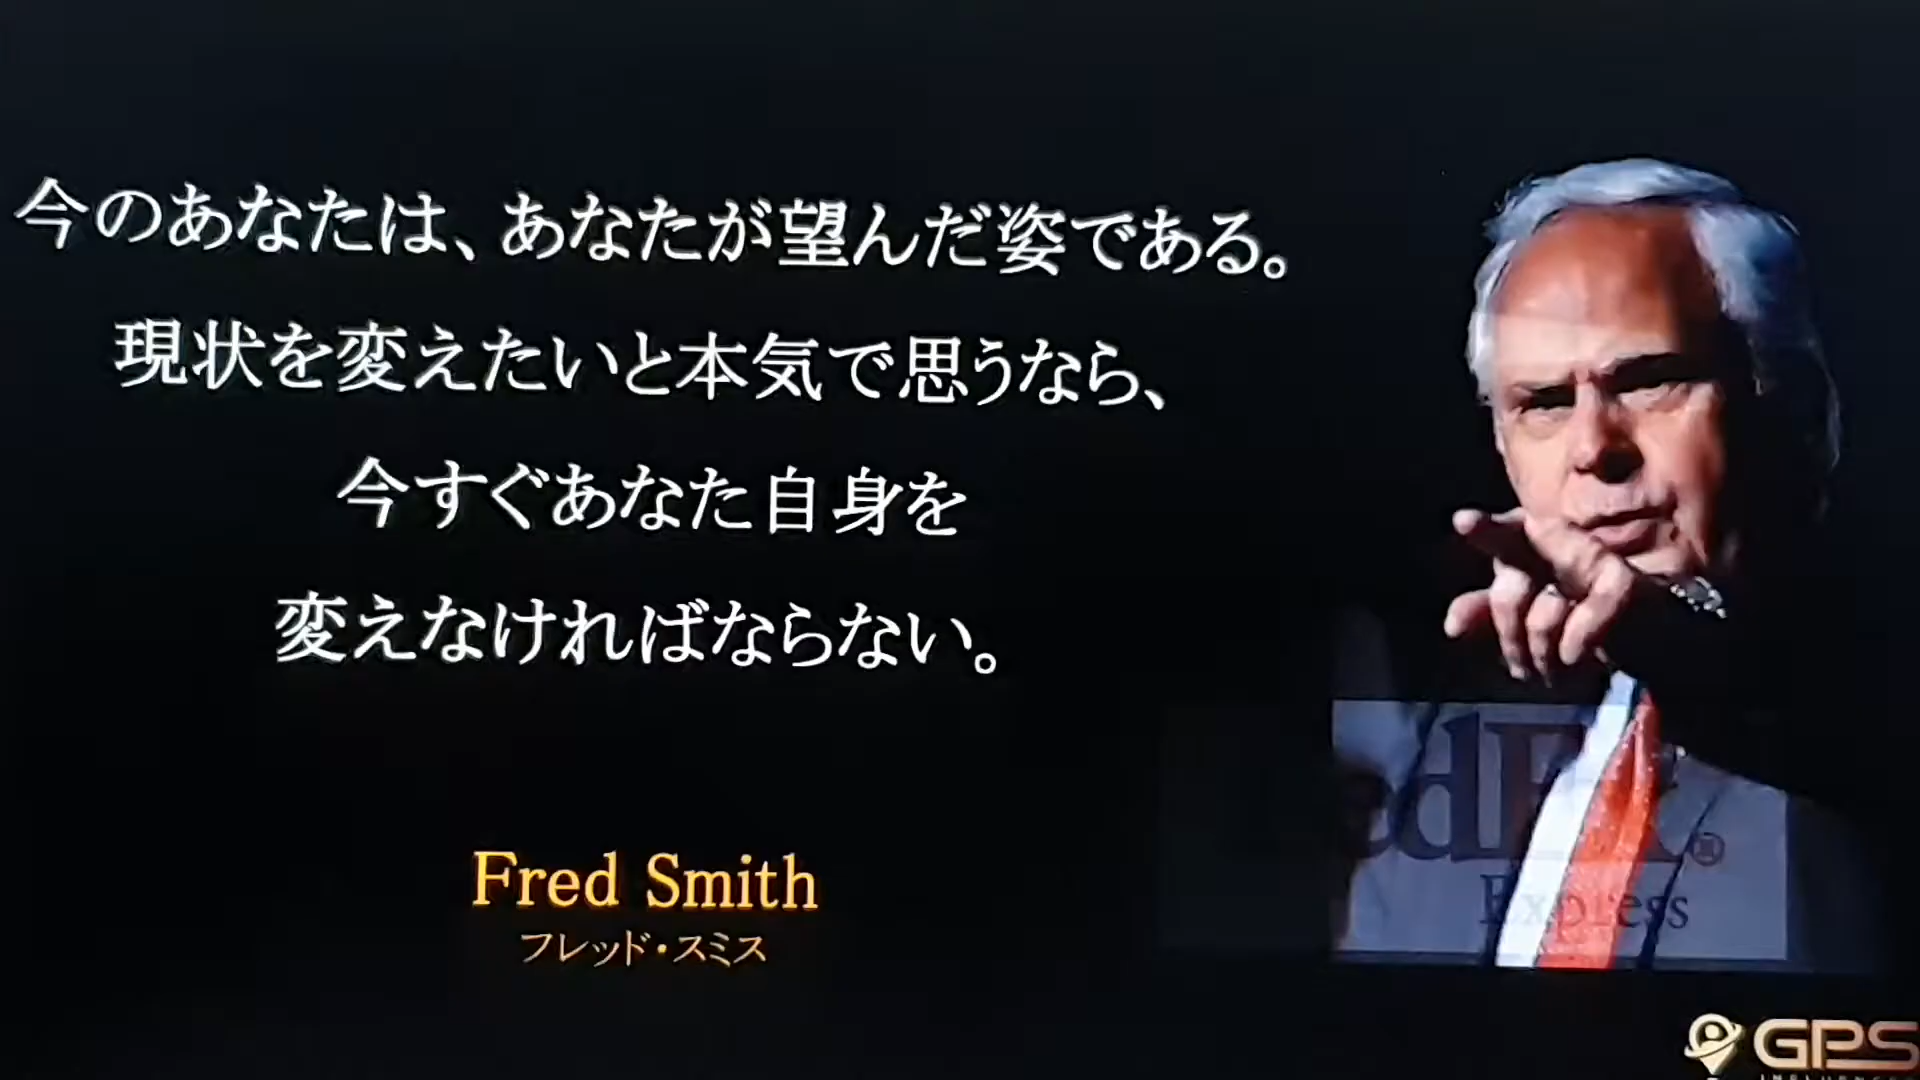 今のあなたは、あなたが望んだ姿である。
現状を変えたいと本気で思うなら、
今すぐあなた自身を
変えなければならない。
Fred Smith
フレッド・スミス
edEx®
Express
GPS